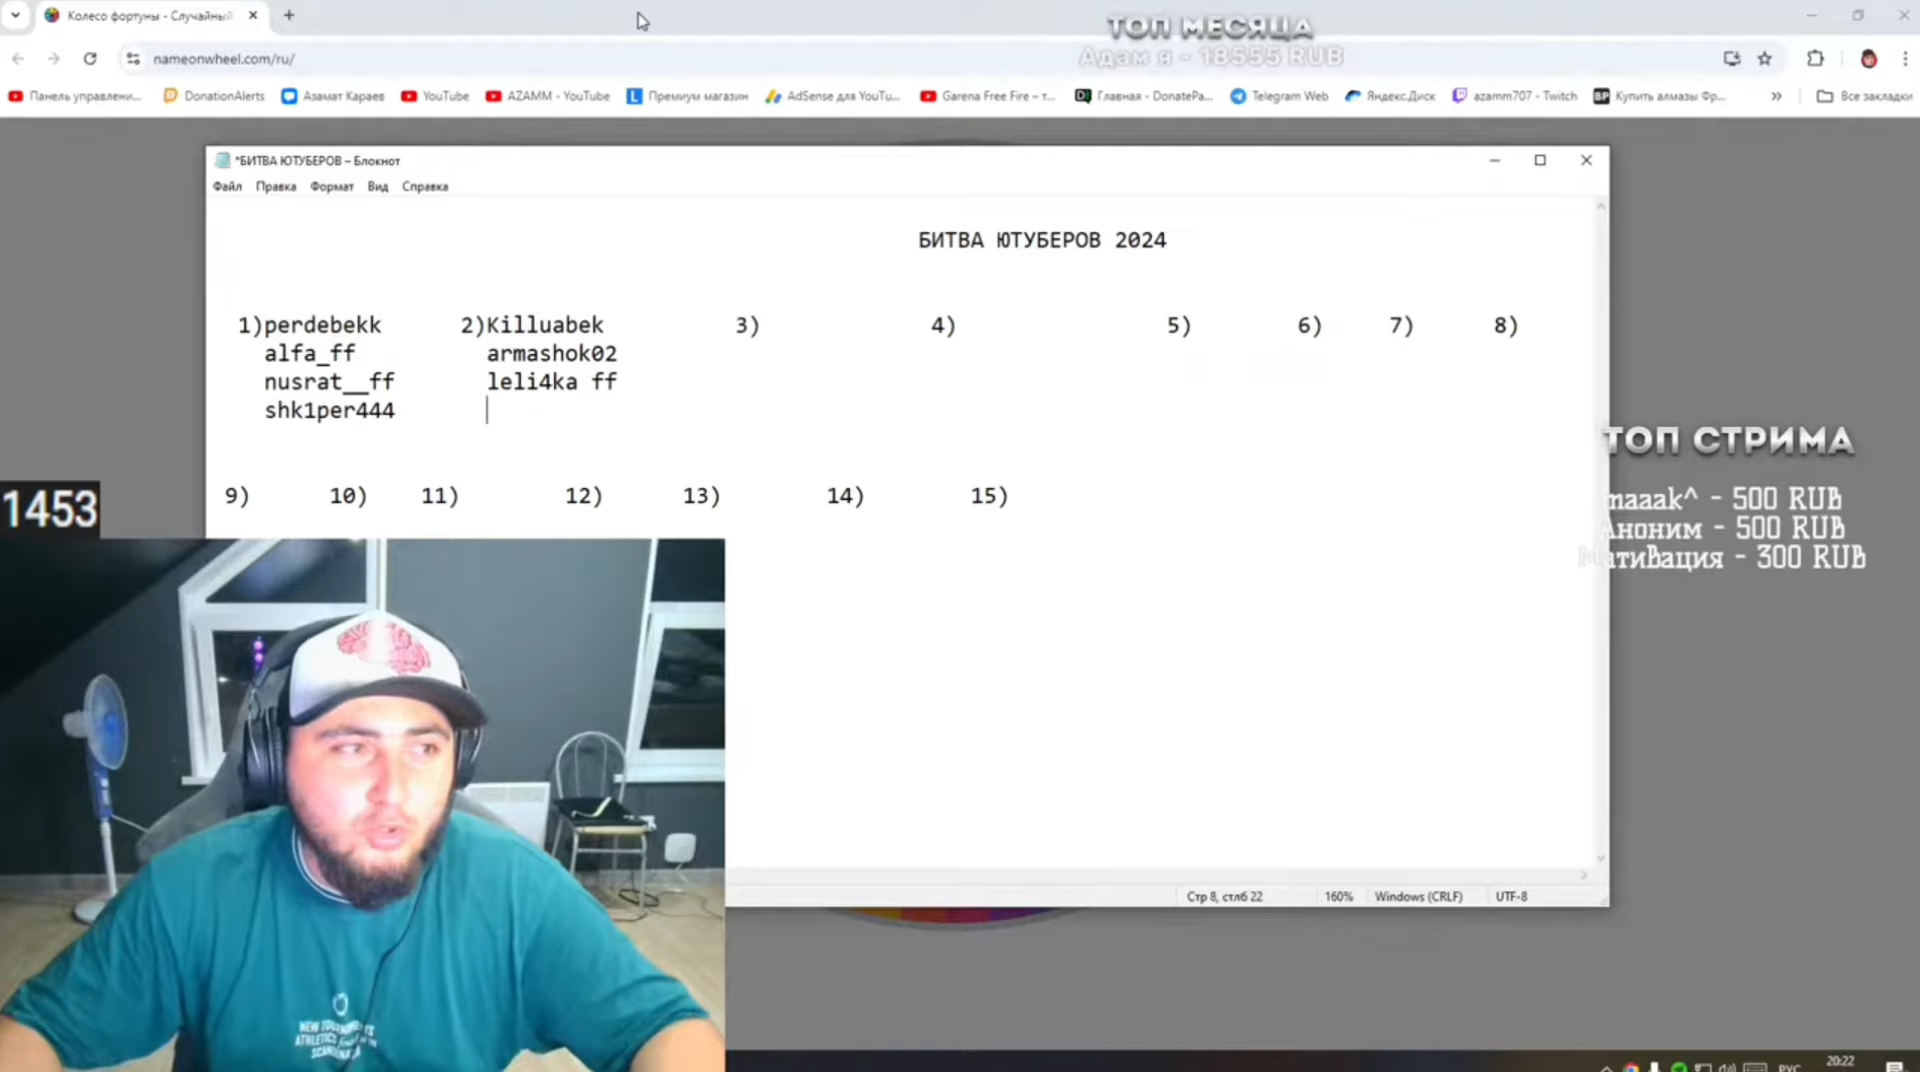 Колесо фортуны - Случайный
ТОП МЕСЯЦА
Адам я - 18555 RUB
nameonwheel.com/ru/
Панель управлени... DonationAlerts Азамат Караев YouTube AZAMM - YouTube Премиум магазин AdSense для YouTu... Garena Free Fire – т... Главная - DonatePa... Telegram Web Яндекс.Диск azamm707 - Twitch Купить алмазы Фр... » Все закладки
*БИТВА ЮТУБЕРОВ – Блокнот
Файл Правка Формат Вид Справка
БИТВА ЮТУБЕРОВ 2024
1)perdebekk 2)Killuabek 3) 4) 5) 6) 7) 8)
alfa_ff armashok02
nusrat__ff leli4ka ff
shk1per444
9) 10) 11) 12) 13) 14) 15)
1453
ТОП СТРИМА
maaak^ - 500 RUB
Аноним - 500 RUB
Мативация - 300 RUB
Стр 8, стлб 22 160% Windows (CRLF) UTF-8
ATHLETICS
РУС 20:22